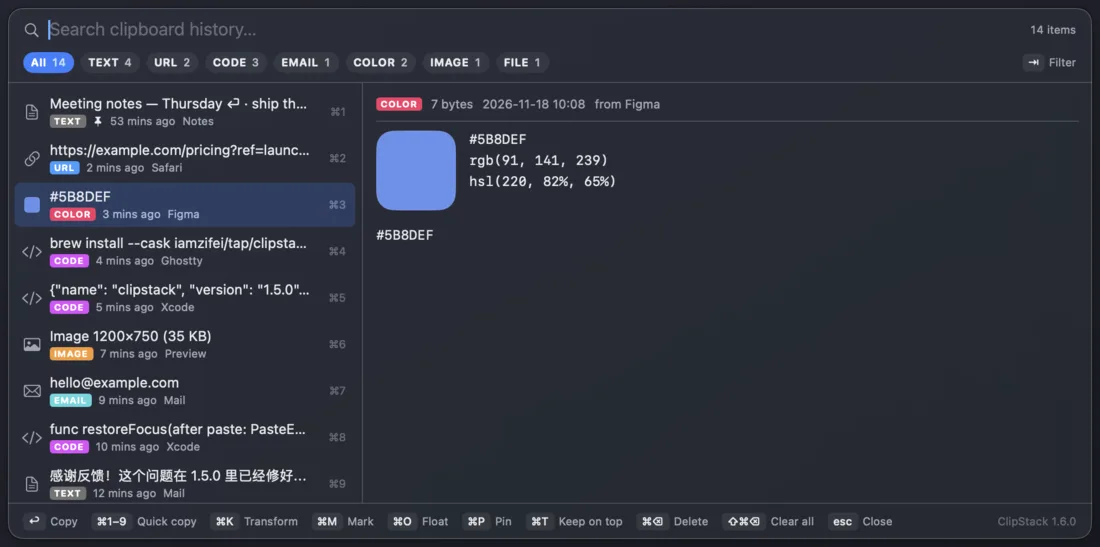 Search clipboard history...
14 items
All 14 TEXT 4 URL 2 CODE 3 EMAIL 1 COLOR 2 IMAGE 1 FILE 1
⇥ Filter
Meeting notes — Thursday ⏎ · ship th...
TEXT 53 mins ago Notes
⌘1
https://example.com/pricing?ref=launc...
URL 2 mins ago Safari
⌘2
#5B8DEF
COLOR 3 mins ago Figma
⌘3
brew install --cask iamzifei/tap/clipsta...
CODE 4 mins ago Ghostty
⌘4
{"name": "clipstack", "version": "1.5.0"...
CODE 5 mins ago Xcode
⌘5
Image 1200×750 (35 KB)
IMAGE 7 mins ago Preview
⌘6
hello@example.com
EMAIL 9 mins ago Mail
⌘7
func restoreFocus(after paste: PasteE...
CODE 10 mins ago Xcode
⌘8
感谢反馈！这个问题在 1.5.0 里已经修好...
TEXT 12 mins ago Mail
⌘9
COLOR 7 bytes 2026-11-18 10:08 from Figma
#5B8DEF
rgb(91, 141, 239)
hsl(220, 82%, 65%)
#5B8DEF
⏎ Copy ⌘1–9 Quick copy ⌘K Transform ⌘M Mark ⌘O Float ⌘P Pin ⌘T Keep on top ⌘⌫ Delete ⇧⌘⌫ Clear all esc Close
ClipStack 1.6.0